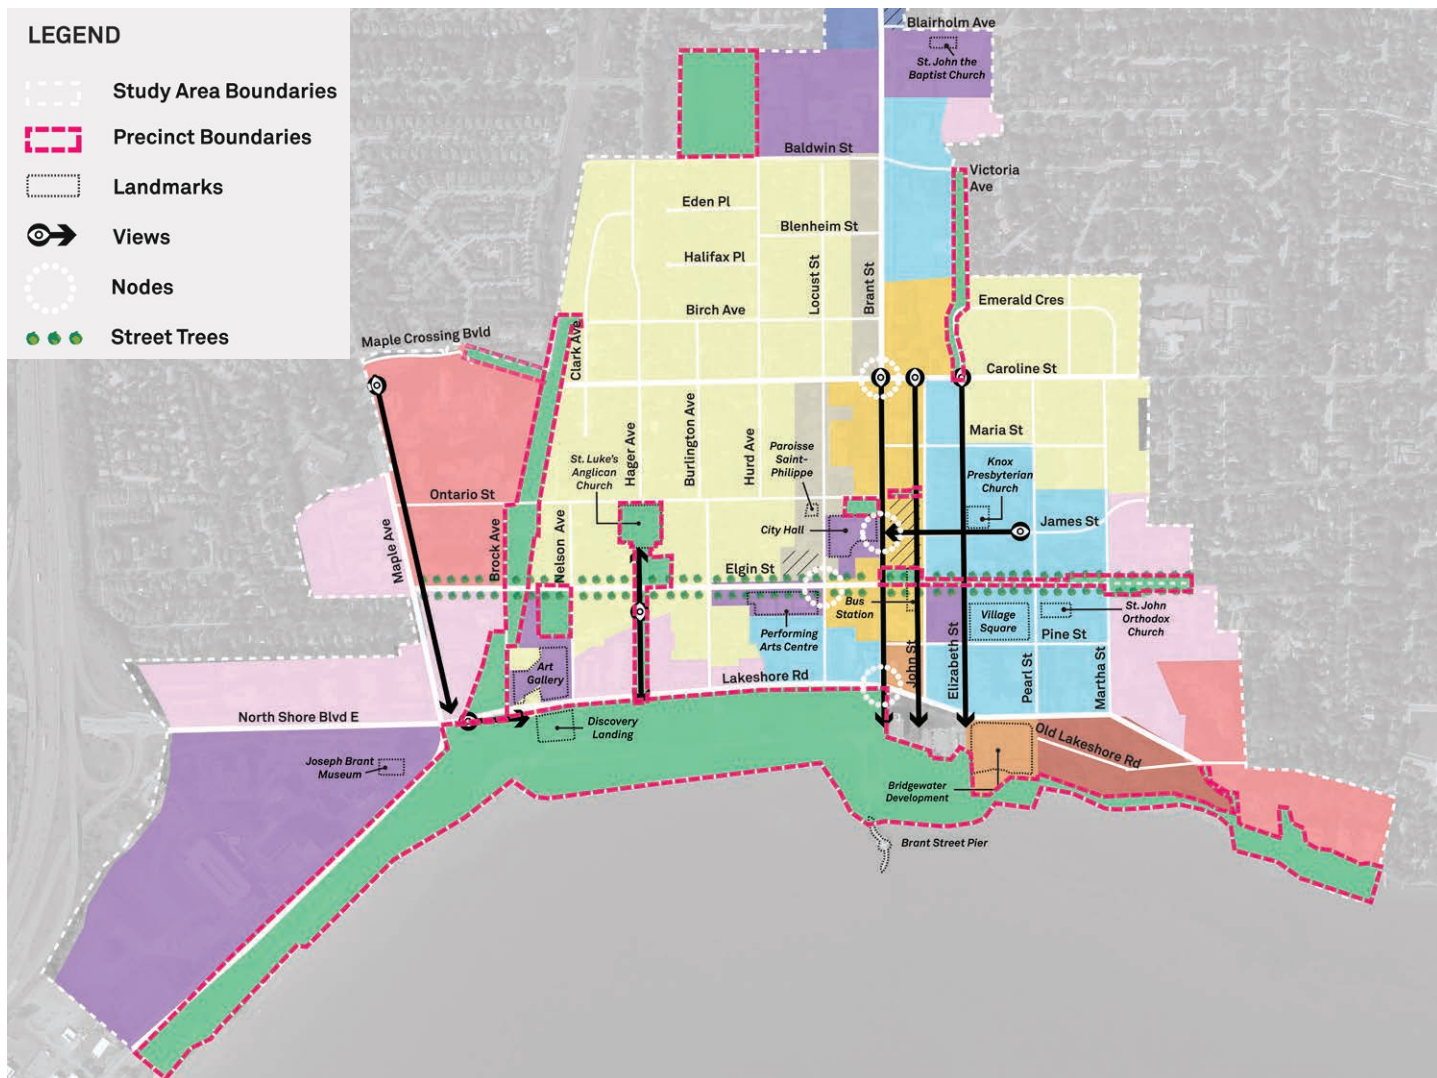 LEGEND
Study Area Boundaries
Precinct Boundaries
Landmarks
Views
Nodes
Street Trees
Blairholm Ave
St. John the
Baptist Church
Baldwin St
Victoria
Ave
Eden Pl
Blenheim St
Halifax Pl
Locust St
Brant St
Emerald Cres
Birch Ave
Maple Crossing Bvld
Clark Ave
Caroline St
Hager Ave
Burlington Ave
Hurd Ave
Maria St
Paroisse
Saint-
Philippe
St. Luke's
Anglican
Church
Knox
Presbyterian
Church
Ontario St
City Hall
James St
Maple Ave
Brock Ave
Nelson Ave
Elgin St
Bus
Station
Performing
Arts Centre
Village
Square
St. John
Orthodox
Church
Pine St
Art
Gallery
Lakeshore Rd
John St
Elizabeth St
Pearl St
Martha St
North Shore Blvd E
Discovery
Landing
Old Lakeshore Rd
Joseph Brant
Museum
Bridgewater
Development
Brant Street Pier